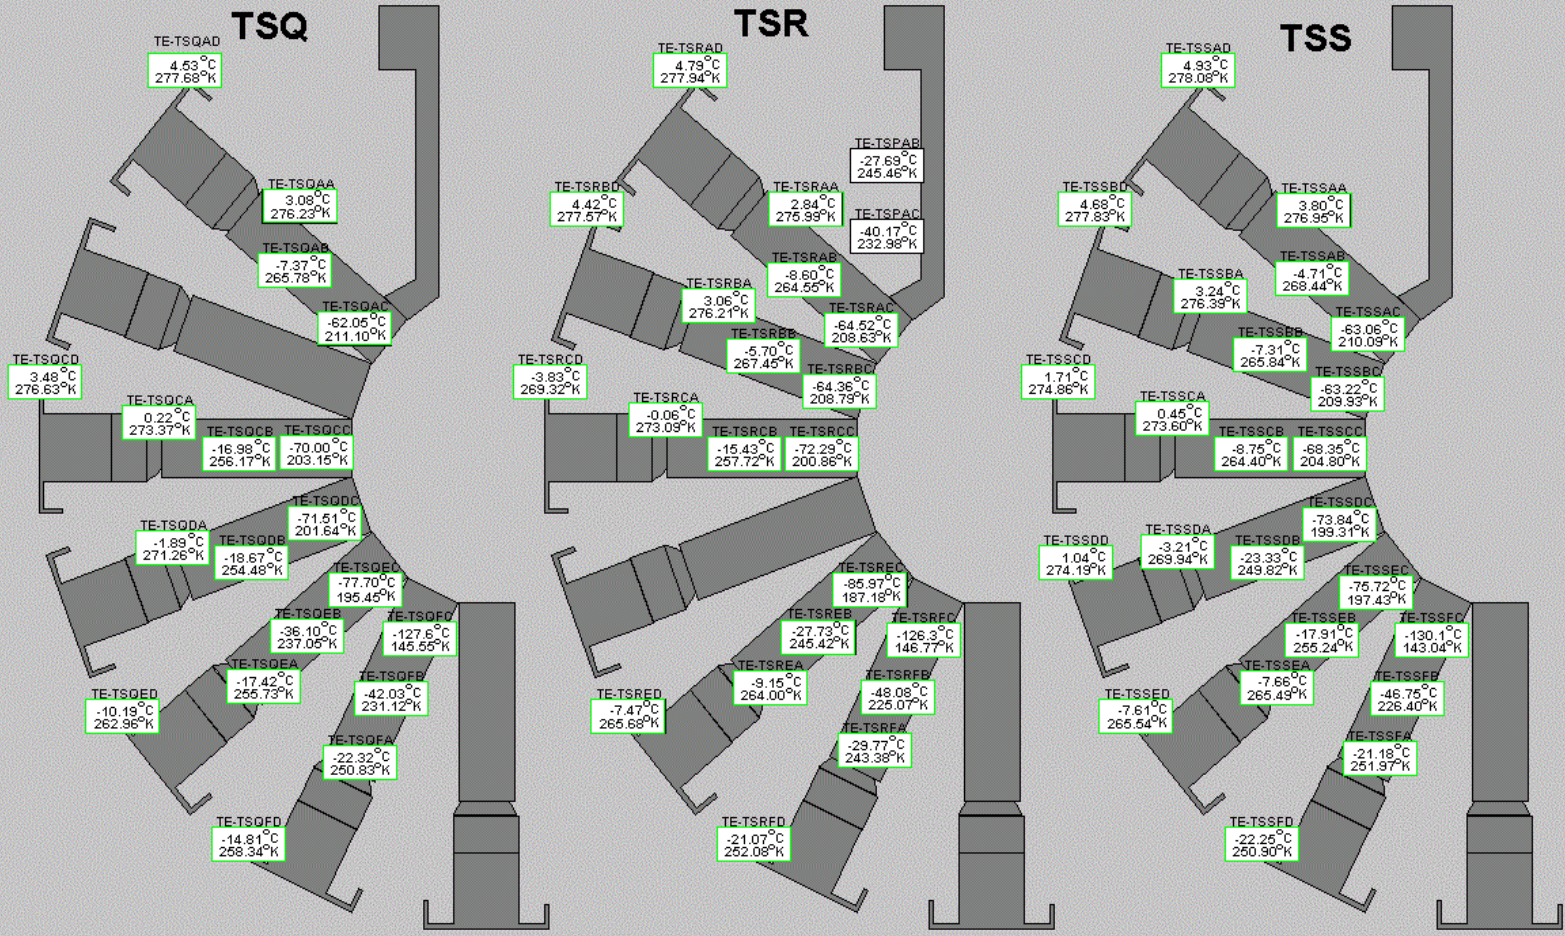 TSQ
TE-TSQAD
4.53°C
277.68°K
TE-TSQAA
3.08°C
276.23°K
TE-TSQAB
-7.37°C
265.78°K
TE-TSQAC
-62.05°C
211.10°K
TE-TSQCD
3.48°C
276.63°K
TE-TSQCA
0.22°C
273.37°K
TE-TSQCB
-16.98°C
256.17°K
TE-TSQCC
-70.00°C
203.15°K
TE-TSQDC
-71.51°C
201.64°K
TE-TSQDA
-1.89°C
271.26°K
TE-TSQDB
-18.67°C
254.48°K
TE-TSQEC
-77.70°C
195.45°K
TE-TSQEB
-36.10°C
237.05°K
TE-TSQFC
-127.6°C
145.55°K
TE-TSQEA
-17.42°C
255.73°K
TE-TSQFB
-42.03°C
231.12°K
TE-TSQED
-10.19°C
262.96°K
TE-TSQFA
-22.32°C
250.83°K
TE-TSQFD
-14.81°C
258.34°K
TSR
TE-TSRAD
4.79°C
277.94°K
TE-TSPAB
-27.69°C
245.46°K
TE-TSRBD
4.42°C
277.57°K
TE-TSRAA
2.84°C
275.99°K
TE-TSPAC
-40.17°C
232.98°K
TE-TSRAB
-8.60°C
264.55°K
TE-TSRBA
3.06°C
276.21°K
TE-TSRAC
-64.52°C
208.63°K
TE-TSRBB
-5.70°C
267.45°K
TE-TSRBC
-64.36°C
208.79°K
TE-TSRCD
-3.83°C
269.32°K
TE-TSRCA
-0.06°C
273.09°K
TE-TSRCB
-15.43°C
257.72°K
TE-TSRCC
-72.29°C
200.86°K
TE-TSREC
-85.97°C
187.18°K
TE-TSREB
-27.73°C
245.42°K
TE-TSRFC
-126.3°C
146.77°K
TE-TSREA
-9.15°C
264.00°K
TE-TSRFB
-48.08°C
225.07°K
TE-TSRED
-7.47°C
265.68°K
TE-TSRFA
-29.77°C
243.38°K
TE-TSRFD
-21.07°C
252.08°K
TSS
TE-TSSAD
4.93°C
278.08°K
TE-TSSBD
4.68°C
277.83°K
TE-TSSAA
3.80°C
276.95°K
TE-TSSAB
-4.71°C
268.44°K
TE-TSSBA
3.24°C
276.39°K
TE-TSSAC
-63.06°C
210.09°K
TE-TSSBB
-7.31°C
265.84°K
TE-TSSBC
-63.22°C
209.93°K
TE-TSSCD
1.71°C
274.86°K
TE-TSSCA
0.45°C
273.60°K
TE-TSSCB
-8.75°C
264.40°K
TE-TSSCC
-68.35°C
204.80°K
TE-TSSDC
-73.84°C
199.31°K
TE-TSSDD
1.04°C
274.19°K
TE-TSSDA
-3.21°C
269.94°K
TE-TSSDB
-23.33°C
249.82°K
TE-TSSEC
-75.72°C
197.43°K
TE-TSSEB
-17.91°C
255.24°K
TE-TSSFC
-130.1°C
143.04°K
TE-TSSEA
-7.66°C
265.49°K
TE-TSSFB
-46.75°C
226.40°K
TE-TSSED
-7.61°C
265.54°K
TE-TSSFA
-21.18°C
251.97°K
TE-TSSFD
-22.25°C
250.90°K